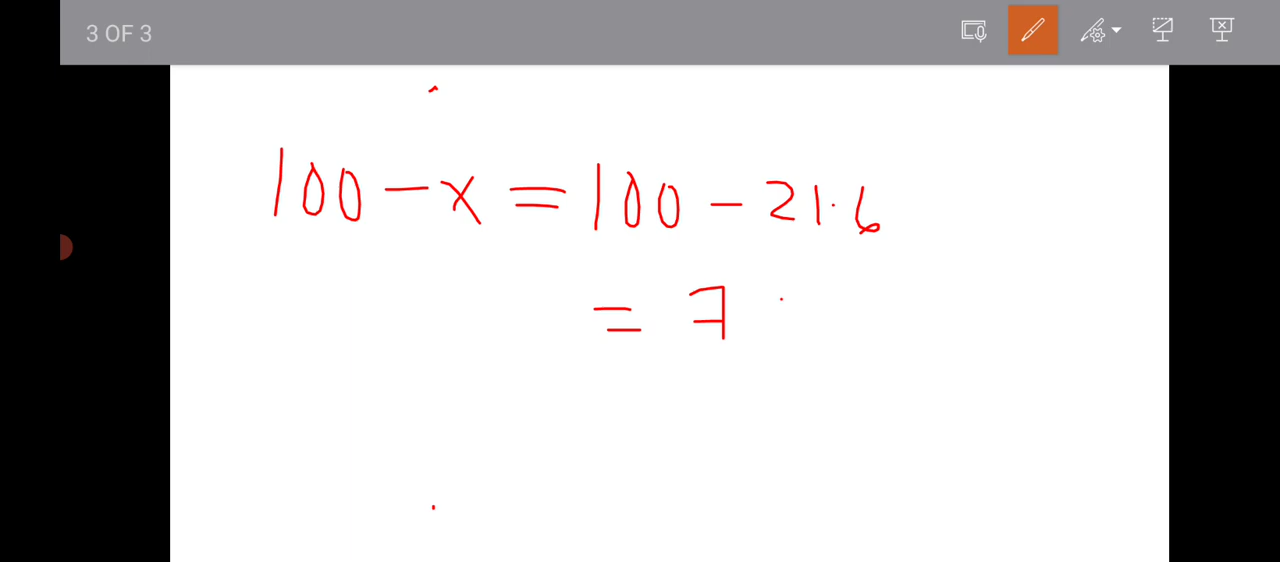 3 OF 3
100 - x = 100 - 21.6
= 7